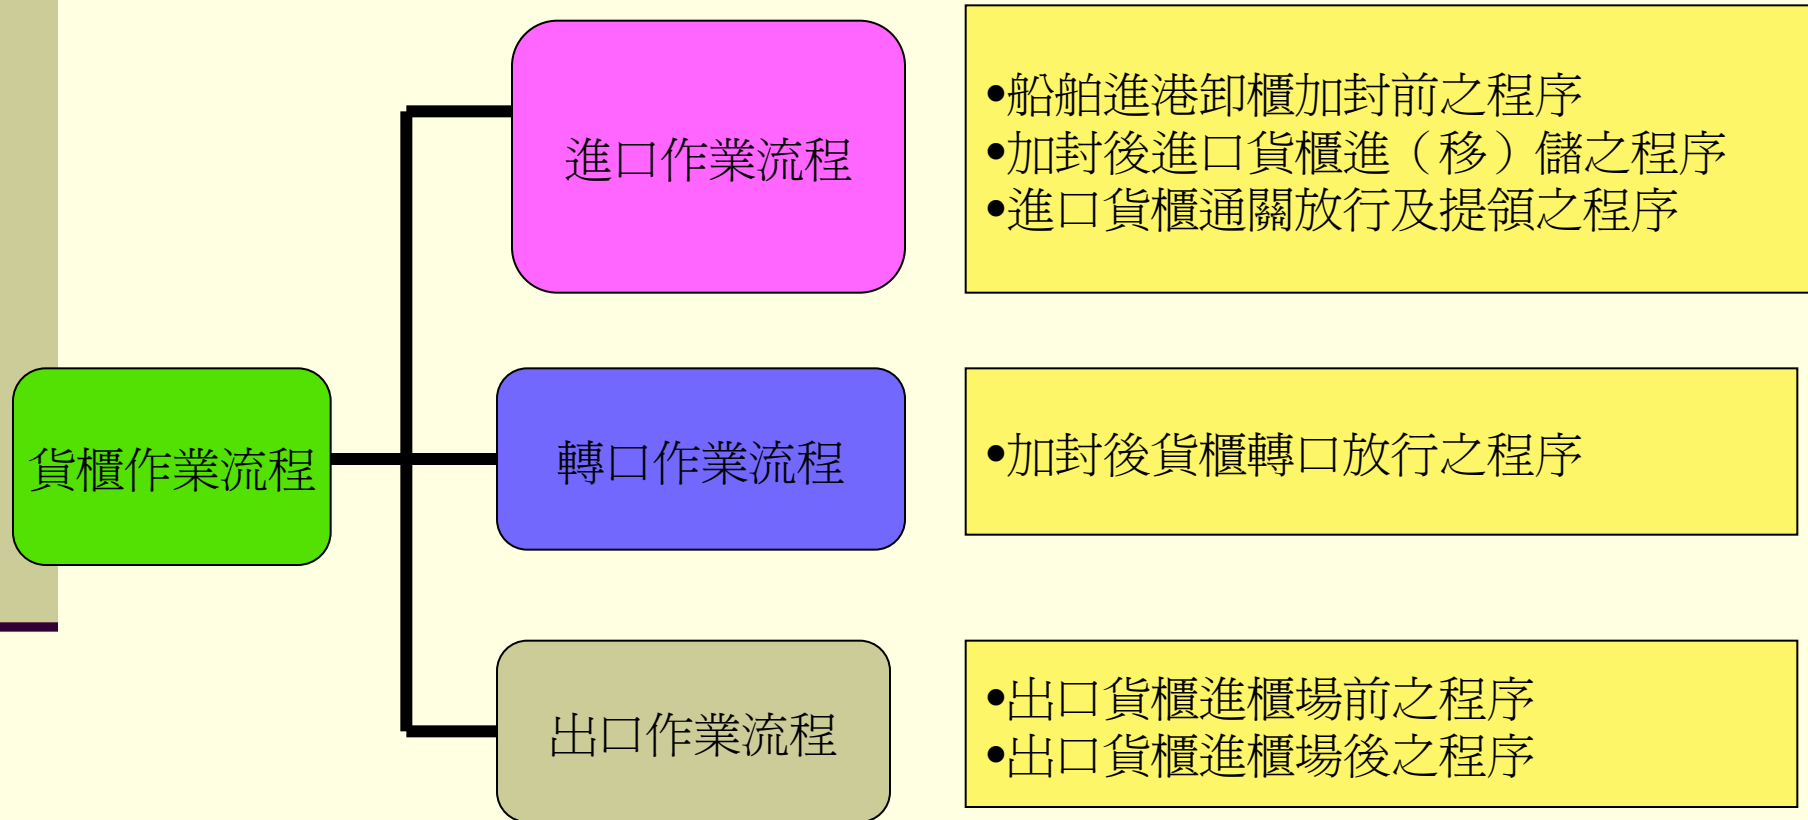 貨櫃作業流程
進口作業流程
•船舶進港卸櫃加封前之程序
•加封後進口貨櫃進（移）儲之程序
•進口貨櫃通關放行及提領之程序
轉口作業流程
•加封後貨櫃轉口放行之程序
出口作業流程
•出口貨櫃進櫃場前之程序
•出口貨櫃進櫃場後之程序